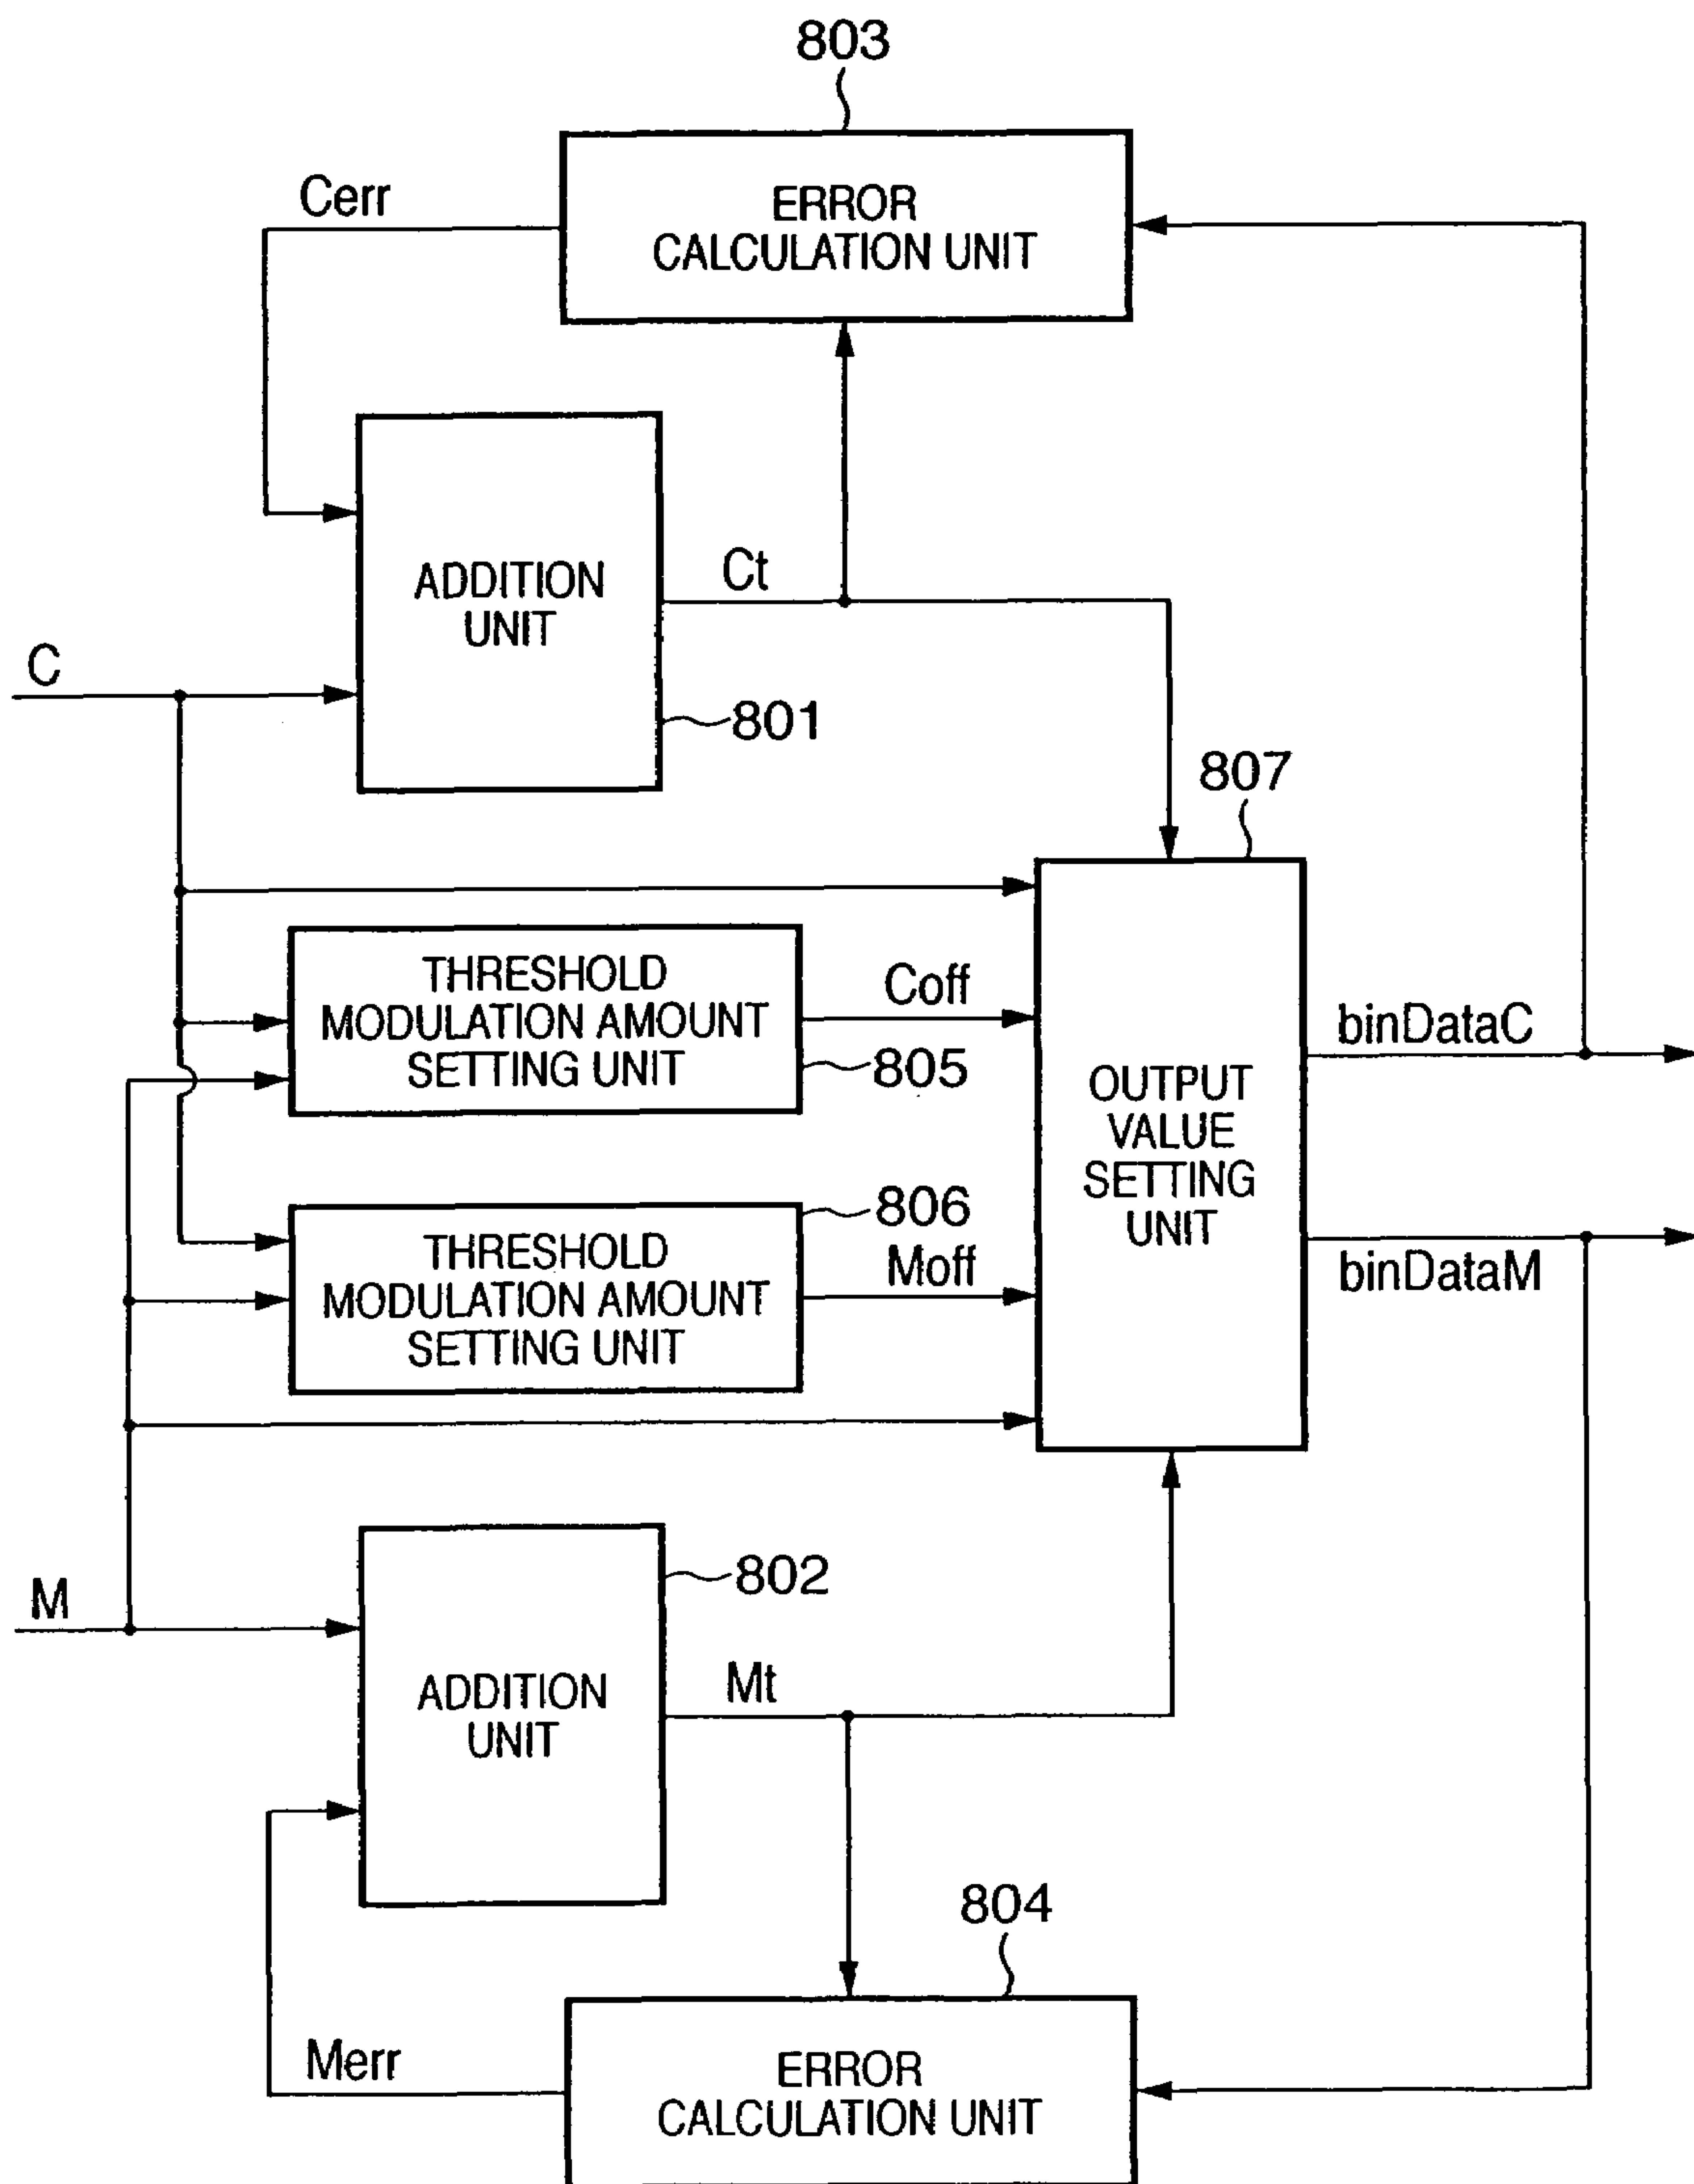 803
Cerr
ERROR
CALCULATION UNIT
ADDITION
UNIT
Ct
C
801
807
THRESHOLD
MODULATION AMOUNT
SETTING UNIT
Coff
805
binDataC
OUTPUT
VALUE
SETTING
UNIT
806
THRESHOLD
MODULATION AMOUNT
SETTING UNIT
Moff
binDataM
802
M
ADDITION
UNIT
Mt
804
Merr
ERROR
CALCULATION UNIT